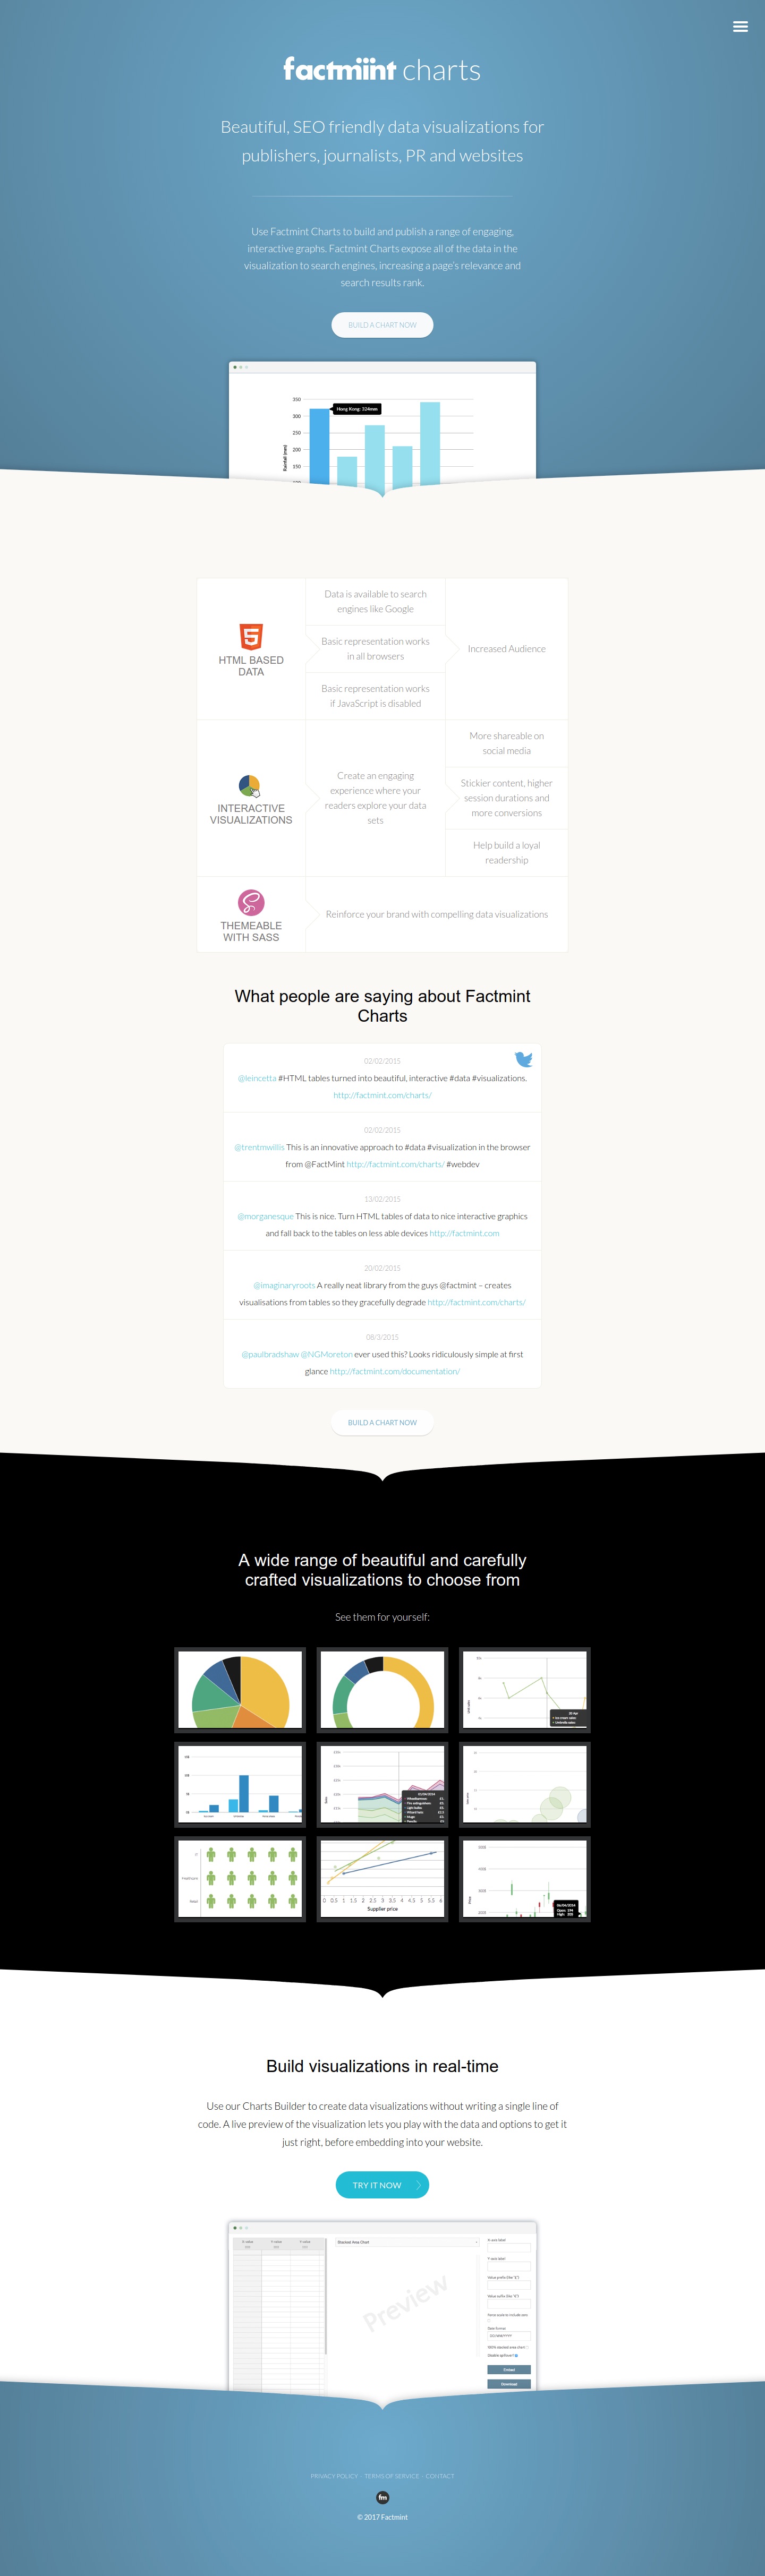 factmint charts
Beautiful, SEO friendly data visualizations for
publishers, journalists, PR and websites
Use Factmint Charts to build and publish a range of engaging,
interactive graphs. Factmint Charts expose all of the data in the
visualization to search engines, increasing a page's relevance and
search results rank.
BUILD A CHART NOW
350
Hong Kong: 324mm
300
250
200
150
Rainfall (mm)
HTML BASED
DATA
Data is available to search
engines like Google
Basic representation works
in all browsers
Basic representation works
if JavaScript is disabled
Increased Audience
INTERACTIVE
VISUALIZATIONS
Create an engaging
experience where your
readers explore your data
sets
More shareable on
social media
Stickier content, higher
session durations and
more conversions
Help build a loyal
readership
THEMEABLE
WITH SASS
Reinforce your brand with compelling data visualizations
What people are saying about Factmint
Charts
02/02/2015
@leincetta #HTML tables turned into beautiful, interactive #data #visualizations.
http://factmint.com/charts/
02/02/2015
@trentmwillis This is an innovative approach to #data #visualization in the browser
from @FactMint http://factmint.com/charts/ #webdev
13/02/2015
@morganesque This is nice. Turn HTML tables of data to nice interactive graphics
and fall back to the tables on less able devices http://factmint.com
20/02/2015
@imaginaryroots A really neat library from the guys @factmint – creates
visualisations from tables so they gracefully degrade http://factmint.com/charts/
08/3/2015
@paulbradshaw @NGMoreton ever used this? Looks ridiculously simple at first
glance http://factmint.com/documentation/
BUILD A CHART NOW
A wide range of beautiful and carefully
crafted visualizations to choose from
See them for yourself:
0 0.5 1 1.5 2 2.5 3 3.5 4 4.5 5 5.5 6
Supplier price
Build visualizations in real-time
Use our Charts Builder to create data visualizations without writing a single line of
code. A live preview of the visualization lets you play with the data and options to get it
just right, before embedding into your website.
TRY IT NOW
Stacked Area Chart
Preview
X-axis label
Y-axis label
Date format
Embed
Download
PRIVACY POLICY - TERMS OF SERVICE - CONTACT
fm
© 2017 Factmint